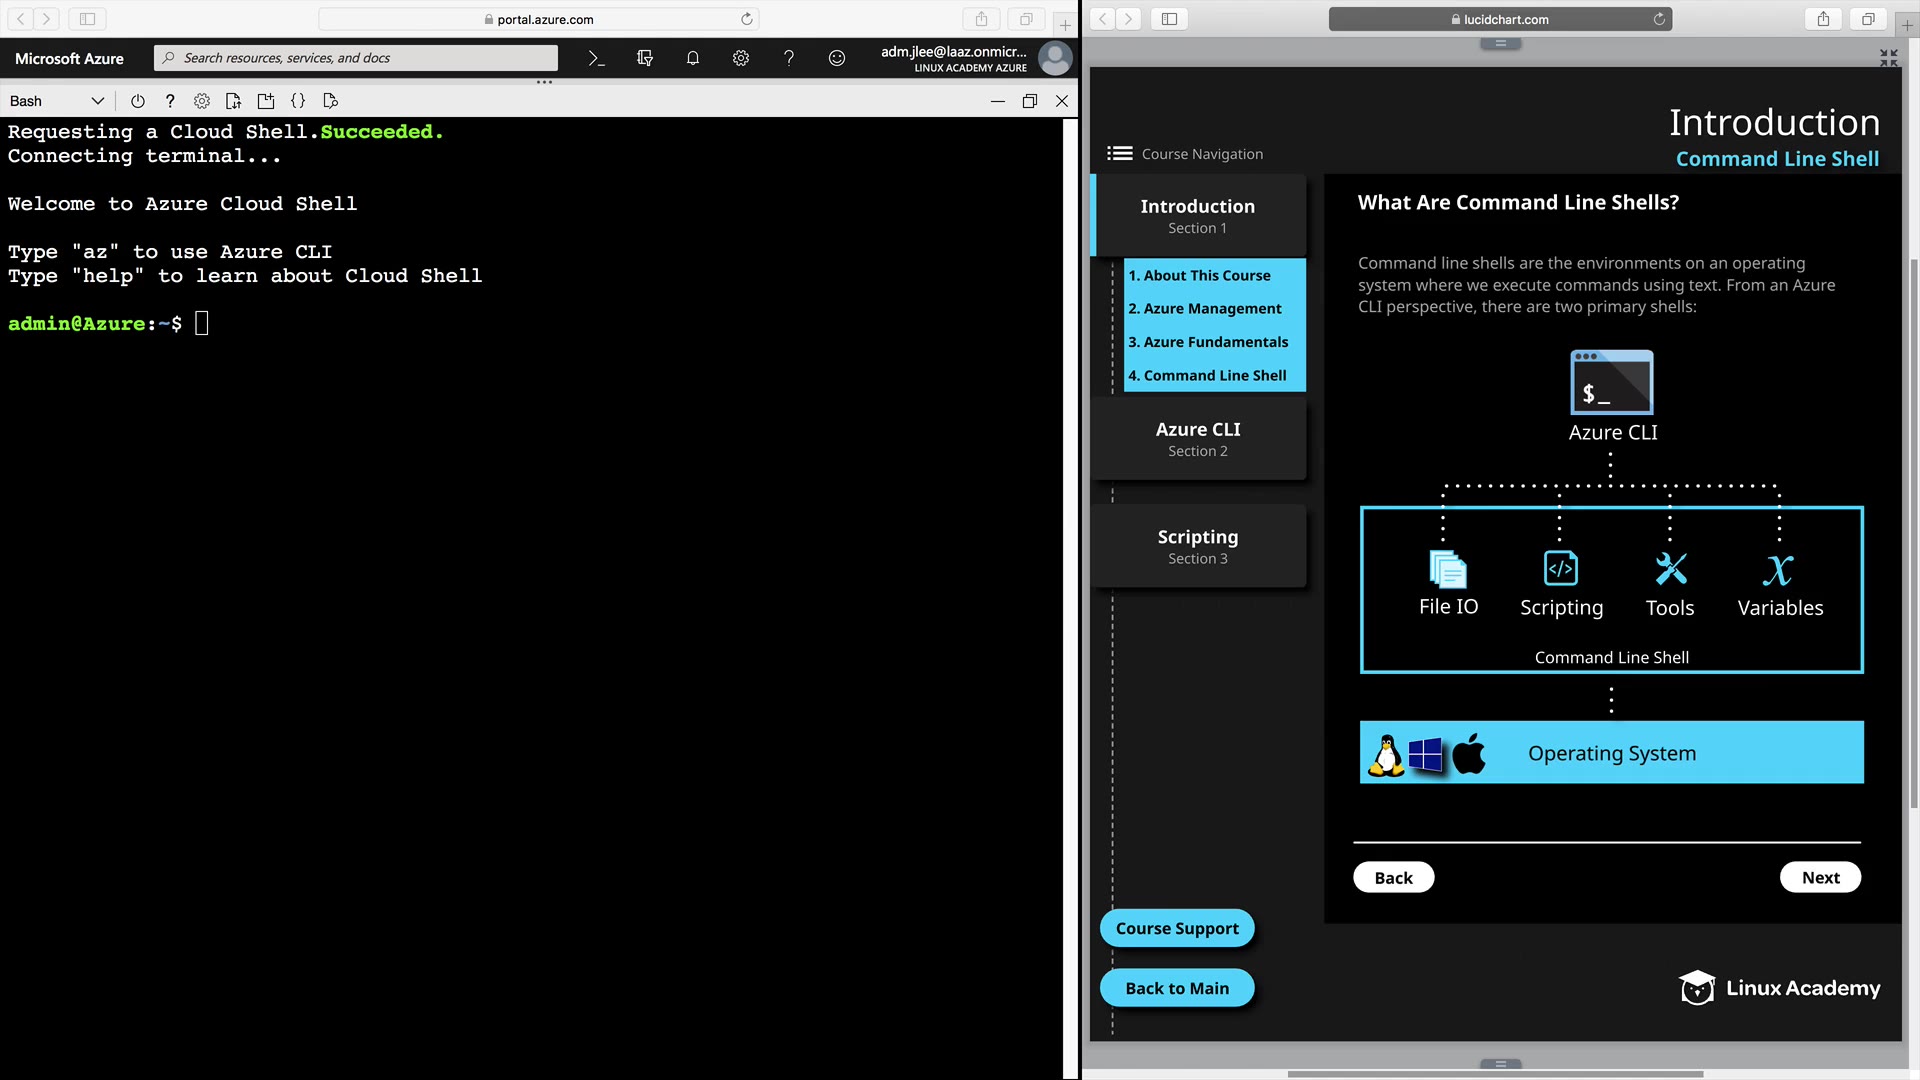 portal.azure.com
Microsoft Azure
Search resources, services, and docs
adm.jlee@laaz.onmicr...
LINUX ACADEMY AZURE
Bash
Requesting a Cloud Shell.Succeeded.
Connecting terminal...
Welcome to Azure Cloud Shell
Type "az" to use Azure CLI
Type "help" to learn about Cloud Shell
admin@Azure:~$
lucidchart.com
Introduction
Command Line Shell
Course Navigation
Introduction
Section 1
1. About This Course
2. Azure Management
3. Azure Fundamentals
4. Command Line Shell
Azure CLI
Section 2
Scripting
Section 3
Course Support
Back to Main
What Are Command Line Shells?
Command line shells are the environments on an operating
system where we execute commands using text. From an Azure
CLI perspective, there are two primary shells:
$_
Azure CLI
</>
x
File IO
Scripting
Tools
Variables
Command Line Shell
Operating System
Back
Next
Linux Academy